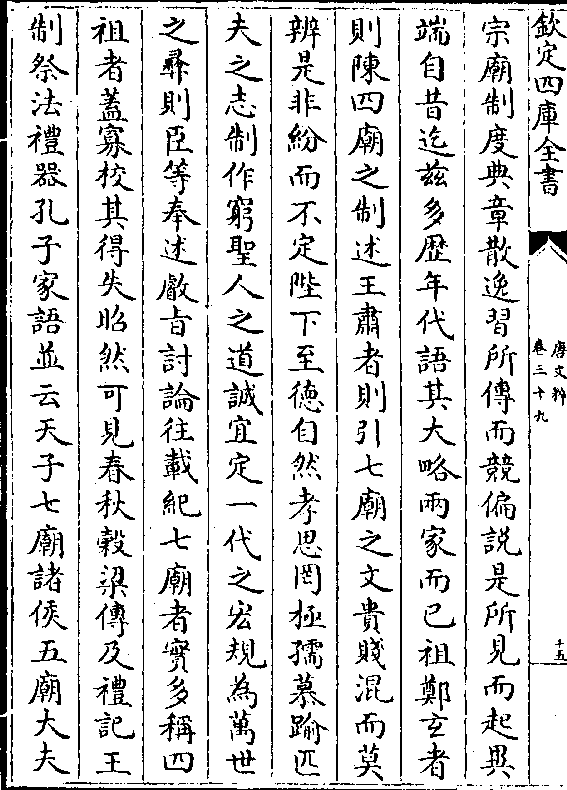 欽定四庫全書
唐文粹
卷三十九
十五
宗廟制度典章散逸習所傳而競偏説是所見而起異
端自昔迄兹多歴年代語其大略兩家而已祖鄭玄者
則陳四廟之制述王肅者則引七廟之文貴賤混而莫
辨是非紛而不定陛下至德自然孝思罔極孺慕踰匹
夫之志制作窮聖人之道誠宜定一代之宏規為萬世
之彞則臣等奉述睿旨討論往載紀七廟者實多稱四
祖者蓋寡校其得失昭然可見春秋穀梁傳及禮記王
制祭法禮器孔子家語並云天子七廟諸侯五廟大夫